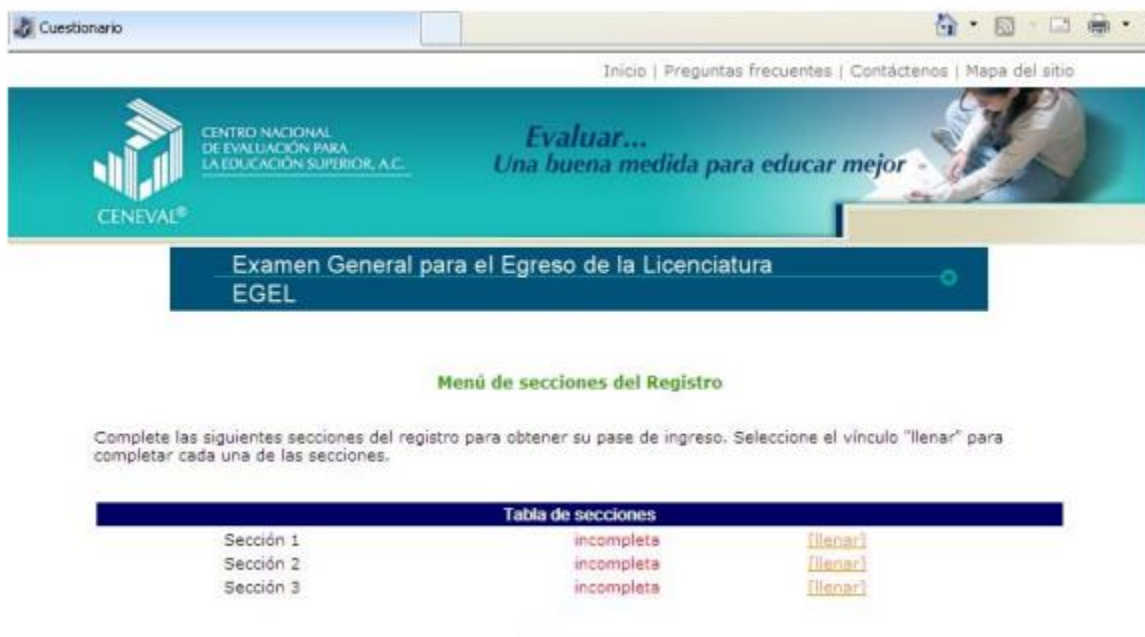 Cuestionario
Inicio | Preguntas frecuentes | Contáctenos | Mapa del sitio
CENTRO NACIONAL
DE EVALUACIÓN PARA
LA EDUCACIÓN SUPERIOR, A.C.
CENEVAL®
Evaluar...
Una buena medida para educar mejor
Examen General para el Egreso de la Licenciatura
EGEL
Menú de secciones del Registro
Complete las siguientes secciones del registro para obtener su pase de ingreso. Seleccione el vínculo "llenar" para
completar cada una de las secciones.
Tabla de secciones
Sección 1 incompleta [llenar]
Sección 2 incompleta [llenar]
Sección 3 incompleta [llenar]